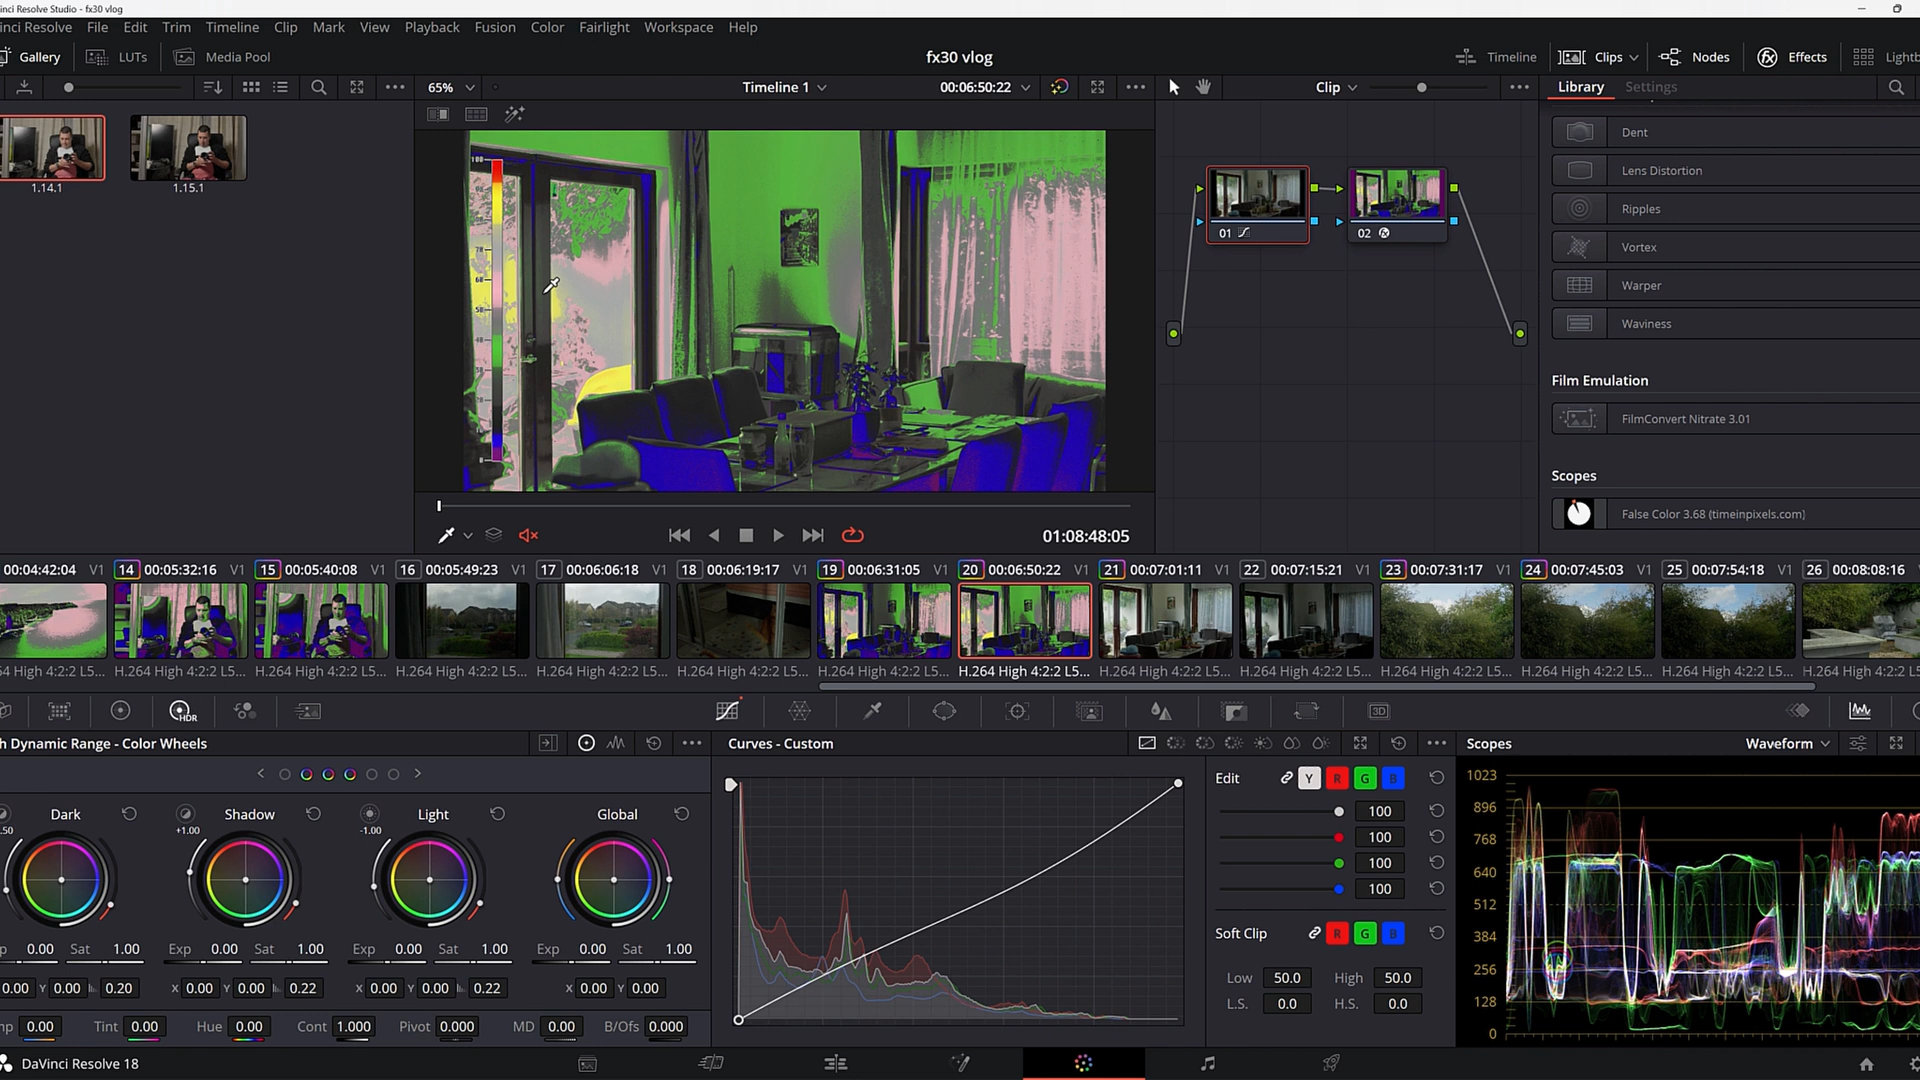 inci Resolve Studio - fx30 vlog
inci Resolve File Edit Trim Timeline Clip Mark View Playback Fusion Color Fairlight Workspace Help
Gallery LUTs Media Pool fx30 vlog Timeline Clips Nodes Effects Lightb
65% Timeline 1 00:06:50:22 Clip Library Settings
1.14.1 1.15.1
01 02
Dent
Lens Distortion
Ripples
Vortex
Warper
Waviness
Film Emulation
FilmConvert Nitrate 3.01
Scopes
False Color 3.68 (timeinpixels.com)
01:08:48:05
00:04:42:04 V1 14 00:05:32:16 V1 15 00:05:40:08 V1 16 00:05:49:23 V1 17 00:06:06:18 V1 18 00:06:19:17 V1 19 00:06:31:05 V1 20 00:06:50:22 V1 21 00:07:01:11 V1 22 00:07:15:21 V1 23 00:07:31:17 V1 24 00:07:45:03 V1 25 00:07:54:18 V1 26 00:08:08:16
64 High 4:2:2 L5... H.264 High 4:2:2 L5... H.264 High 4:2:2 L5... H.264 High 4:2:2 L5... H.264 High 4:2:2 L5... H.264 High 4:2:2 L5... H.264 High 4:2:2 L5... H.264 High 4:2:2 L5... H.264 High 4:2:2 L5... H.264 High 4:2:2 L5... H.264 High 4:2:2 L5... H.264 High 4:2:2 L5... H.264 High 4:2:2 L5... H.264 High 4:2:2 L5
HDR 3D
h Dynamic Range - Color Wheels
Dark Shadow Light Global
.50 +1.00 -1.00
p 0.00 Sat 1.00 Exp 0.00 Sat 1.00 Exp 0.00 Sat 1.00 Exp 0.00 Sat 1.00
0.00 Y 0.00 0.20 X 0.00 Y 0.00 0.22 X 0.00 Y 0.00 0.22 X 0.00 Y 0.00
mp 0.00 Tint 0.00 Hue 0.00 Cont 1.000 Pivot 0.000 MD 0.00 B/Ofs 0.000
Curves - Custom
Edit Y R G B
100
100
100
100
Soft Clip R G B
Low 50.0 High 50.0
L.S. 0.0 H.S. 0.0
Scopes Waveform
1023
896
768
640
512
384
256
128
0
DaVinci Resolve 18